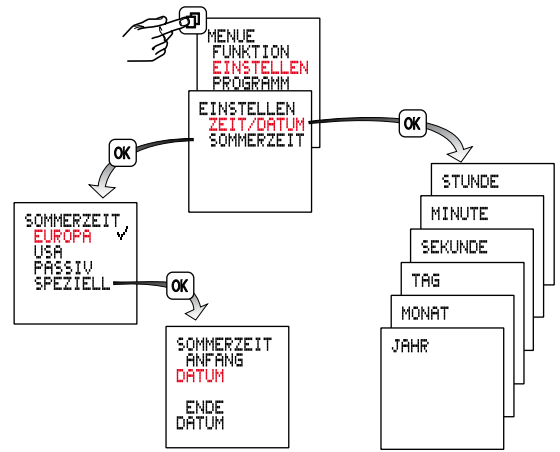 MENUE
FUNKTION
EINSTELLEN
PROGRAMM
EINSTELLEN
ZEIT/DATUM
SOMMERZEIT
OK
OK
STUNDE
MINUTE
SEKUNDE
TAG
MONAT
JAHR
SOMMERZEIT
EUROPA
USA
PASSIV
SPEZIELL
OK
SOMMERZEIT
ANFANG
DATUM
ENDE
DATUM